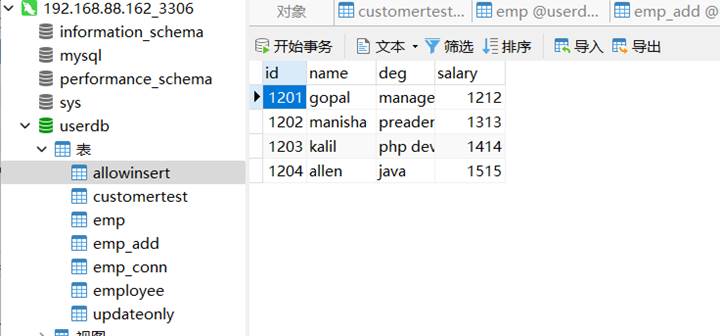 192.168.88.162_3306
information_schema
mysql
performance_schema
sys
userdb
表
allowinsert
customertest
emp
emp_add
emp_conn
employee
updateonly
视图
对象 customertest... emp @userd... emp_add @
开始事务 文本 筛选 排序 导入 导出
id name deg salary
1201 gopal manage 1212
1202 manisha preader 1313
1203 kalil php dev 1414
1204 allen java 1515